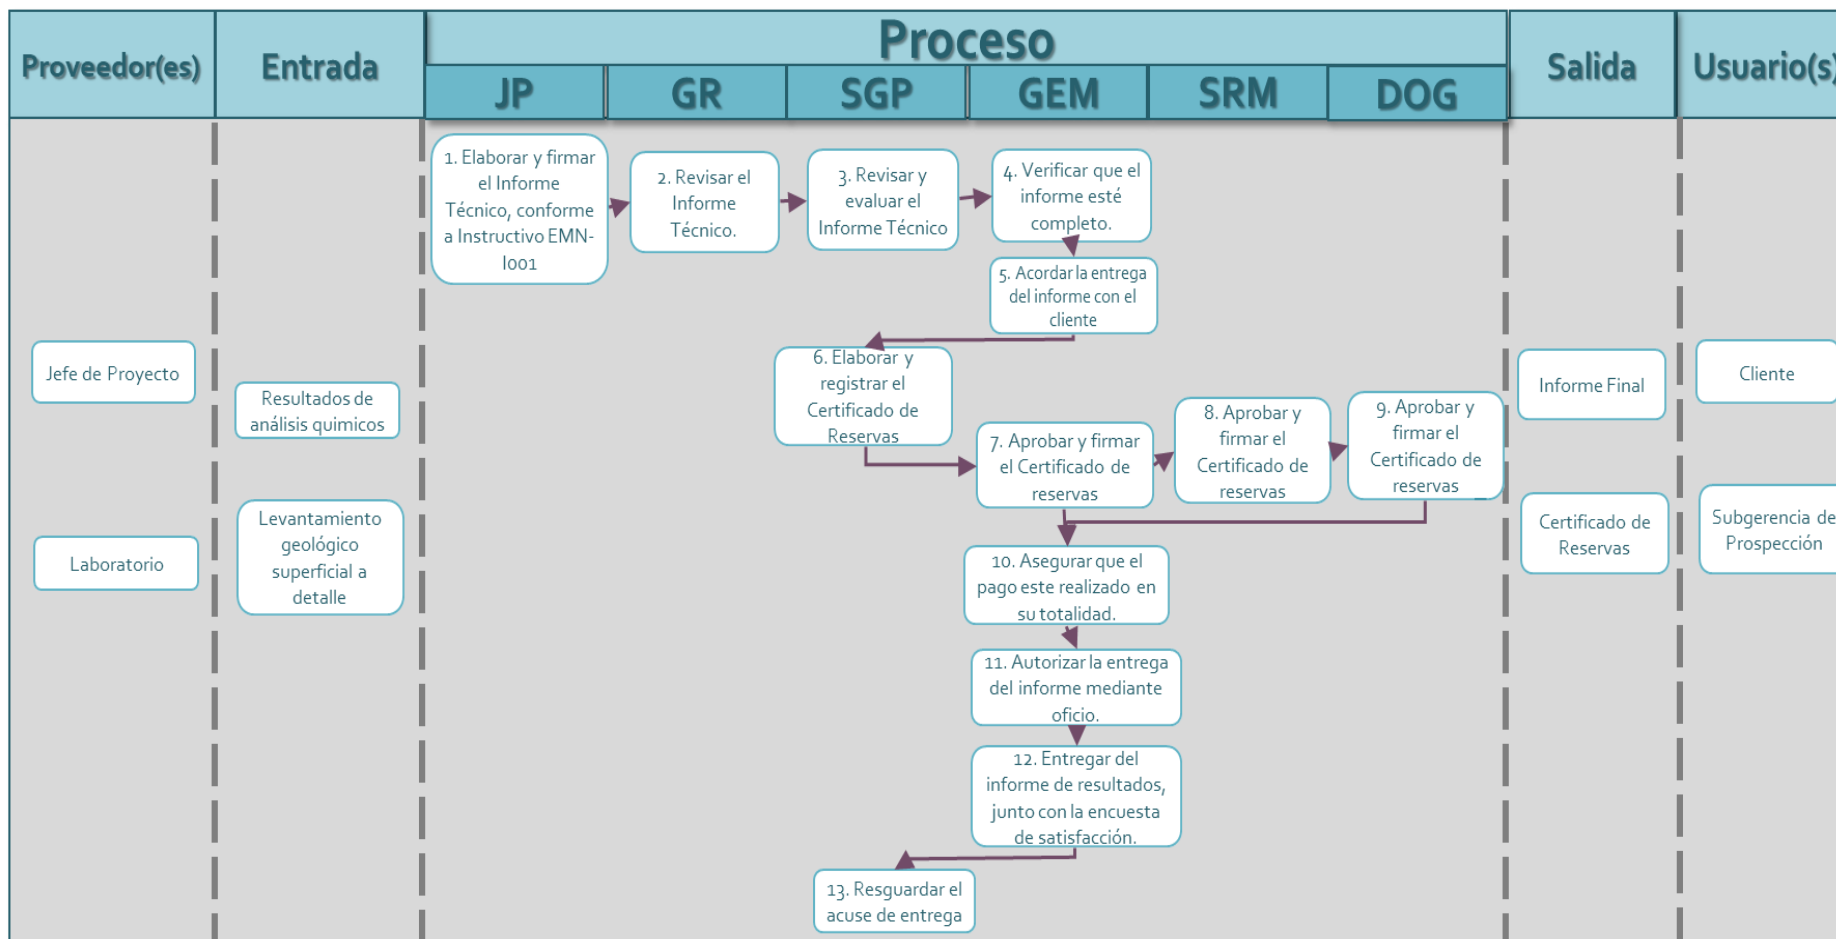 Proveedor(es)
Entrada
Proceso
Salida
Usuario(s)
JP
GR
SGP
GEM
SRM
DOG
1. Elaborar y firmar
el Informe
Técnico, conforme
a Instructivo EMN-
I001
2. Revisar el
Informe
Técnico.
3. Revisar y
evaluar el
Informe Técnico
4. Verificar que el
informe esté
completo.
5. Acordar la entrega
del informe con el
cliente
6. Elaborar y
registrar el
Certificado de
Reservas
7. Aprobar y firmar
el Certificado de
reservas
8. Aprobar y
firmar el
Certificado de
reservas
9. Aprobar y
firmar el
Certificado de
reservas
10. Asegurar que el
pago este realizado en
su totalidad.
11. Autorizar la entrega
del informe mediante
oficio.
12. Entregar del
informe de resultados,
junto con la encuesta
de satisfacción.
13. Resguardar el
acuse de entrega
Jefe de Proyecto
Laboratorio
Resultados de
análisis quimicos
Levantamiento
geológico
superficial a
detalle
Informe Final
Certificado de
Reservas
Cliente
Subgerencia de
Prospección